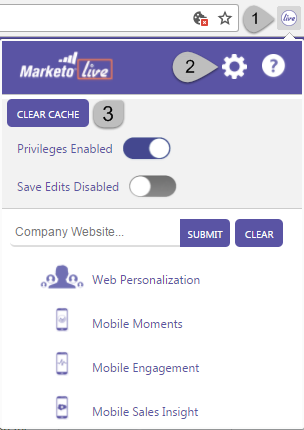 1
live
Marketo live
2
?
CLEAR CACHE
3
Privileges Enabled
Save Edits Disabled
Company Website...
SUBMIT
CLEAR
Web Personalization
Mobile Moments
Mobile Engagement
Mobile Sales Insight